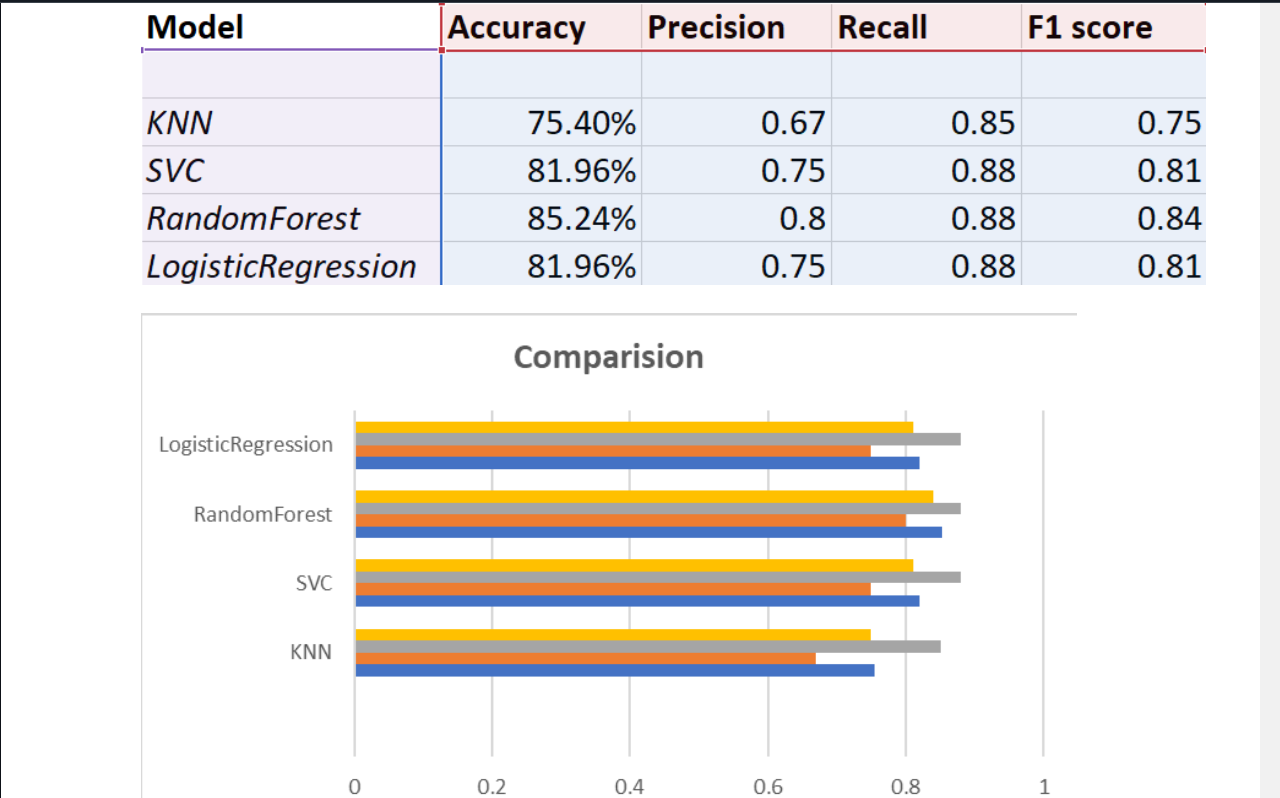 Model Accuracy Precision Recall F1 score
KNN 75.40% 0.67 0.85 0.75
SVC 81.96% 0.75 0.88 0.81
RandomForest 85.24% 0.8 0.88 0.84
LogisticRegression 81.96% 0.75 0.88 0.81
Comparision
LogisticRegression
RandomForest
SVC
KNN
0 0.2 0.4 0.6 0.8 1